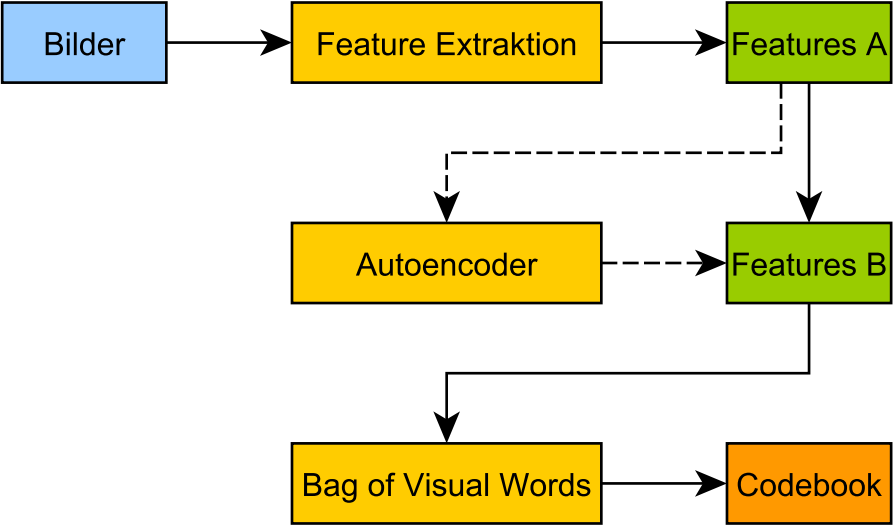 Bilder
Feature Extraktion
Features A
Autoencoder
Features B
Bag of Visual Words
Codebook